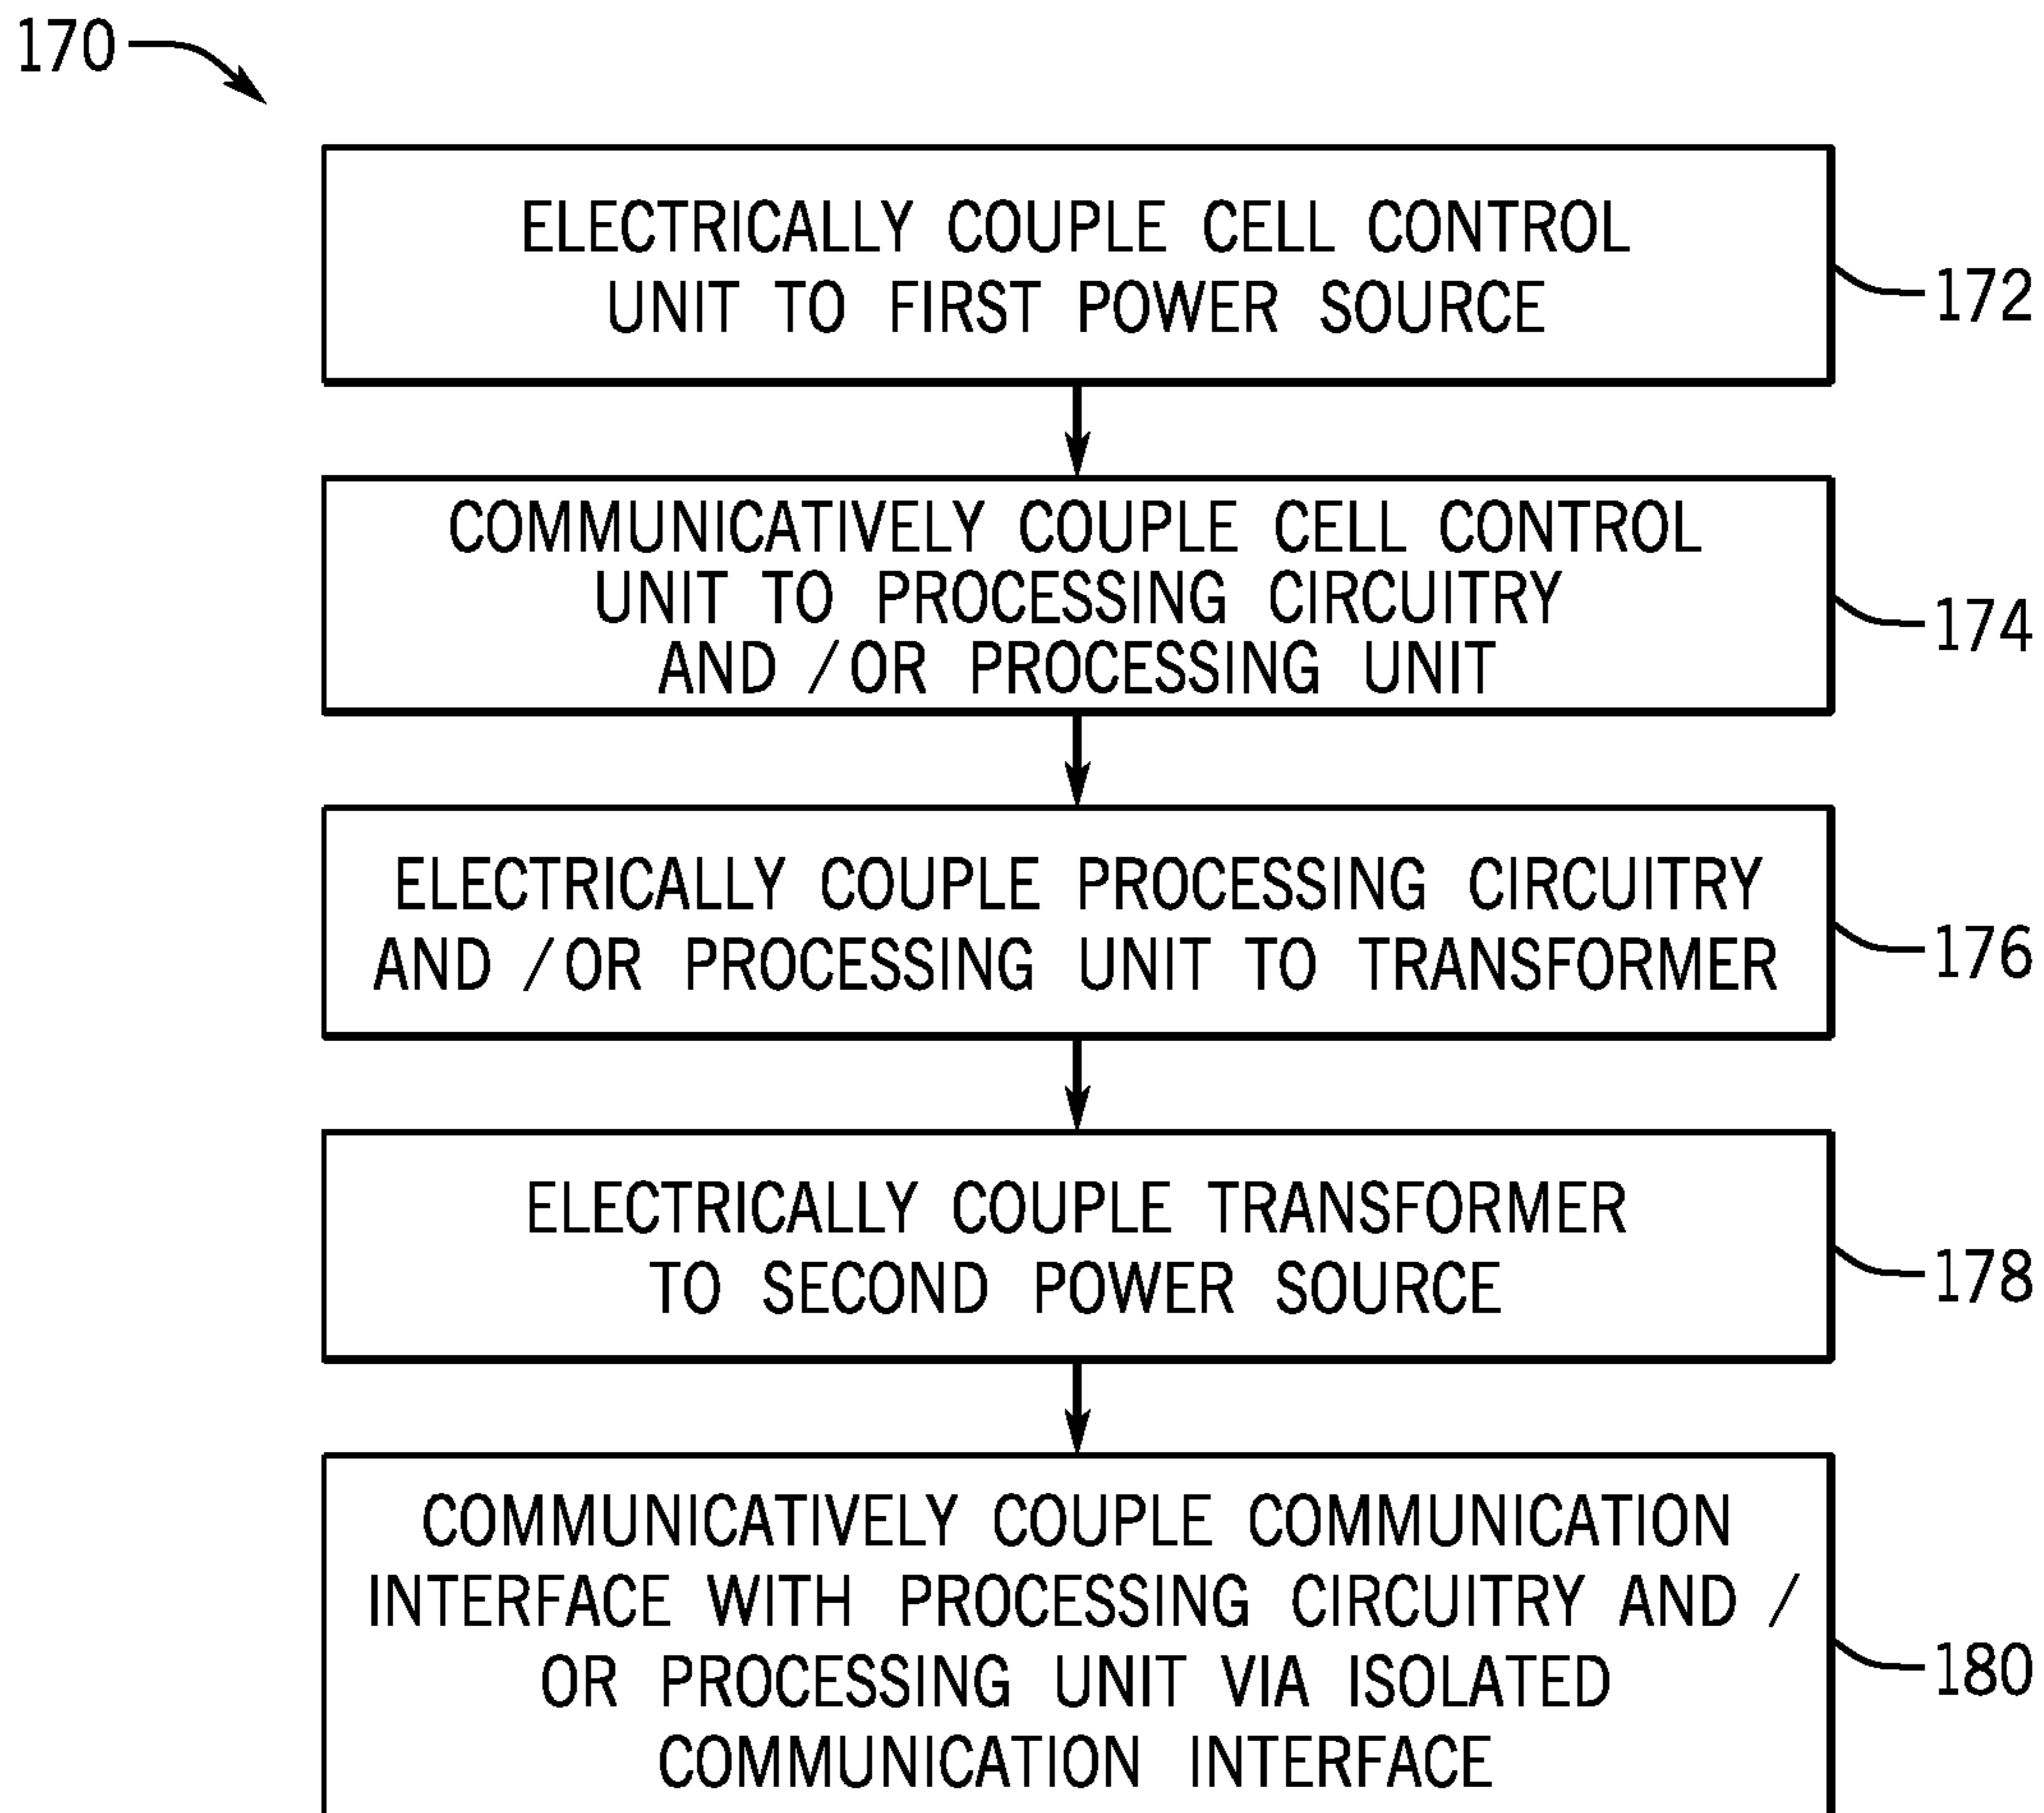 170
ELECTRICALLY COUPLE CELL CONTROL
UNIT TO FIRST POWER SOURCE
172
COMMUNICATIVELY COUPLE CELL CONTROL
UNIT TO PROCESSING CIRCUITRY
AND /OR PROCESSING UNIT
174
ELECTRICALLY COUPLE PROCESSING CIRCUITRY
AND /OR PROCESSING UNIT TO TRANSFORMER
176
ELECTRICALLY COUPLE TRANSFORMER
TO SECOND POWER SOURCE
178
COMMUNICATIVELY COUPLE COMMUNICATION
INTERFACE WITH PROCESSING CIRCUITRY AND /
OR PROCESSING UNIT VIA ISOLATED
COMMUNICATION INTERFACE
180